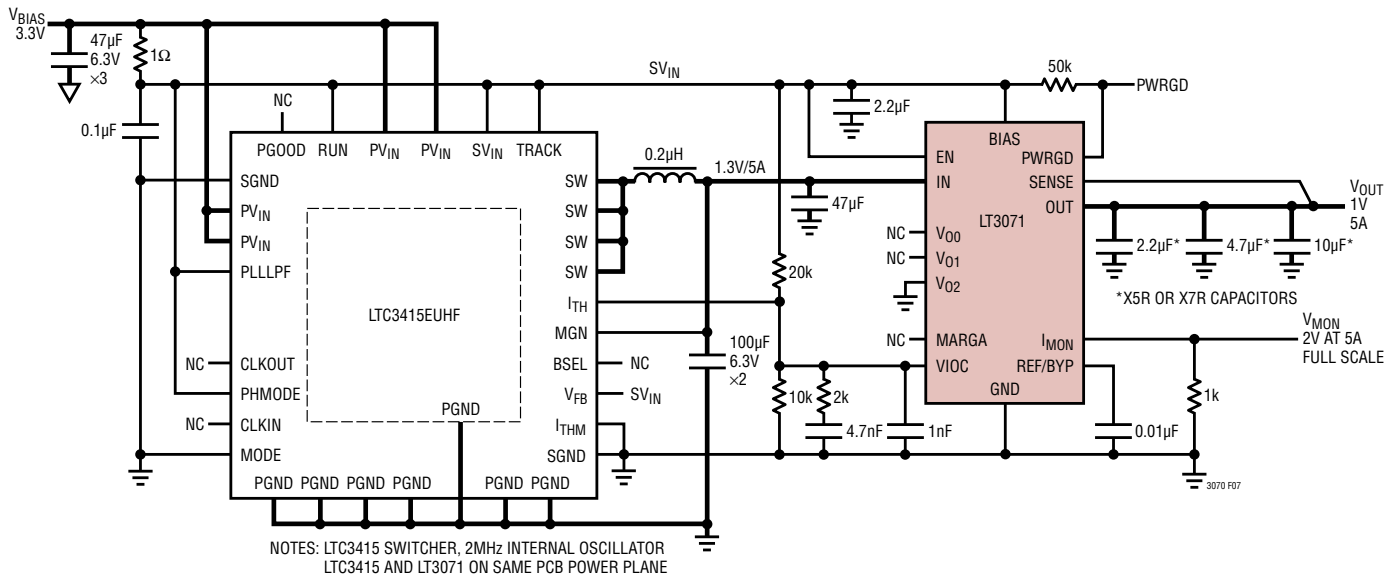 VBIAS
3.3V
47µF
6.3V
×3
1Ω
0.1µF
NC
PGOOD
RUN
PVIN
PVIN
SVIN
TRACK
SGND
PVIN
PVIN
PLLLPF
NC
CLKOUT
PHMODE
NC
CLKIN
MODE
LTC3415EUHF
PGND
PGND
PGND
PGND
PGND
PGND
PGND
SW
SW
SW
SW
ITH
MGN
BSEL
NC
VFB
SVIN
ITHM
SGND
0.2µH
1.3V/5A
100µF
6.3V
×2
SVIN
20k
10k
2k
4.7nF
1nF
2.2µF
47µF
50k
PWRGD
BIAS
EN
PWRGD
IN
SENSE
OUT
LT3071
NC
VO0
NC
VO1
VO2
NC
MARGA
IMON
VIOC
REF/BYP
GND
VOUT
1V
5A
2.2µF*
4.7µF*
10µF*
*X5R OR X7R CAPACITORS
VMON
2V AT 5A
FULL SCALE
1k
0.01µF
3070 F07
NOTES: LTC3415 SWITCHER, 2MHz INTERNAL OSCILLATOR
LTC3415 AND LT3071 ON SAME PCB POWER PLANE